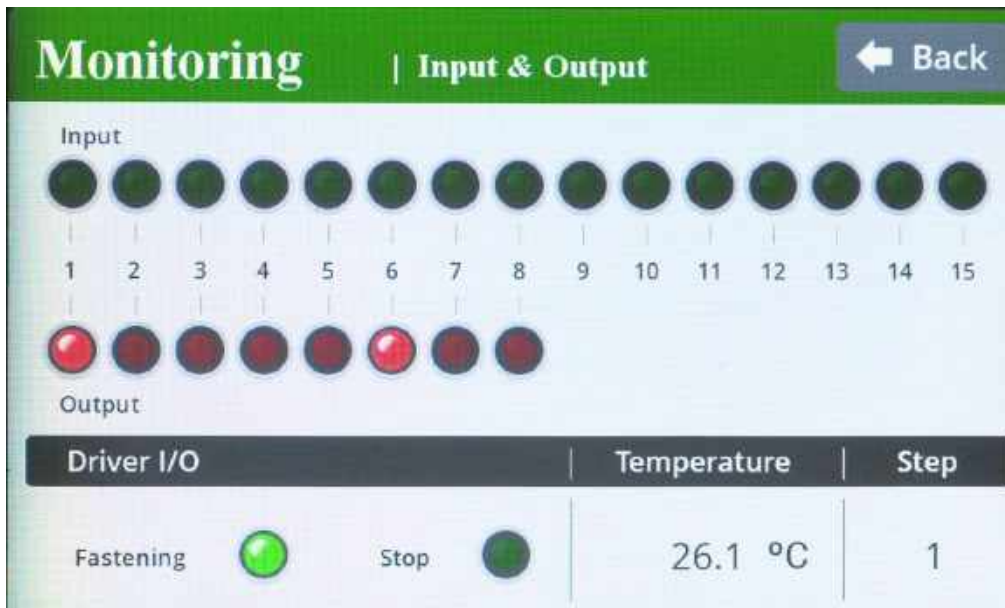 Monitoring | Input & Output Back
Input
1 2 3 4 5 6 7 8 9 10 11 12 13 14 15
Output
Driver I/O | Temperature | Step
Fastening Stop 26.1 ºC 1